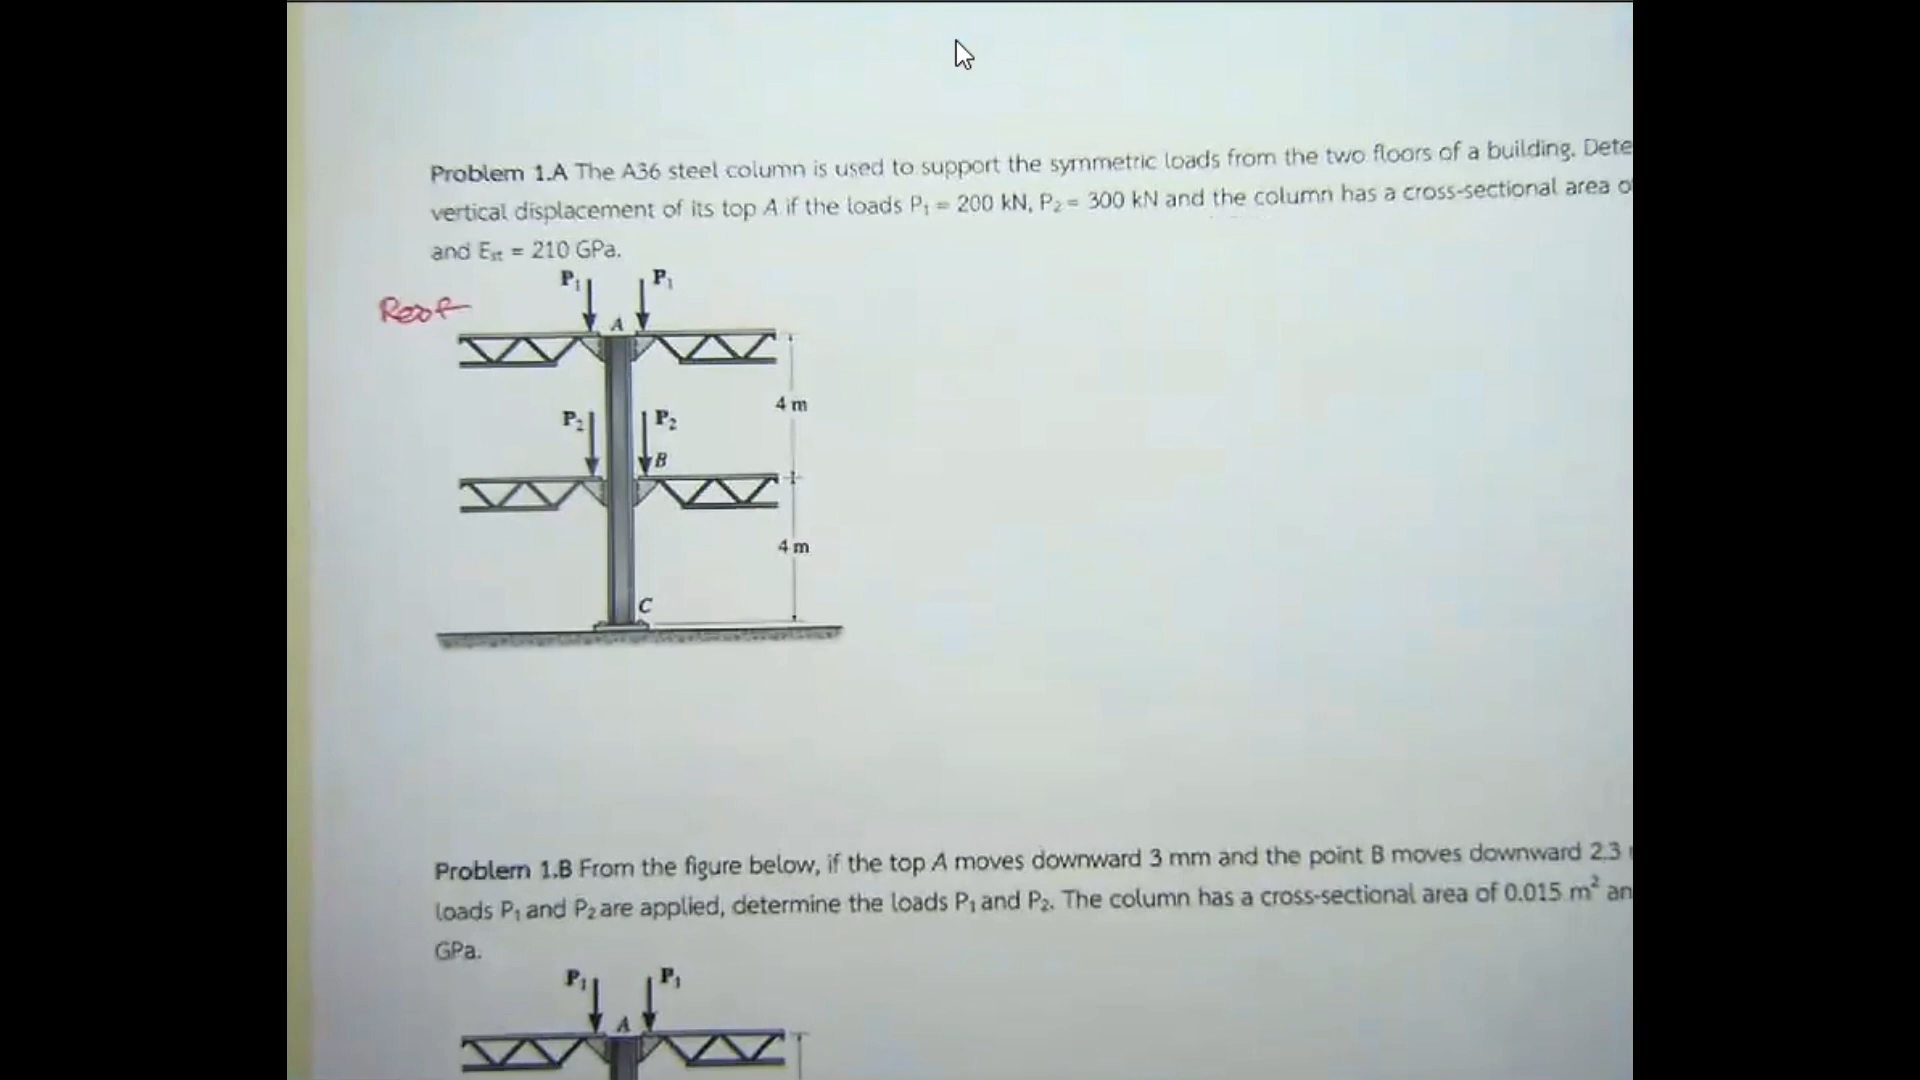 Problem 1.A The A36 steel column is used to support the symmetric loads from the two floors of a building. Dete
vertical displacement of its top A if the loads P₁ = 200 kN, P₂ = 300 kN and the column has a cross-sectional area o
and Est = 210 GPa.
P₁ P₁
Roof
A
4 m
P₂ P₂
B
4 m
C
Problem 1.B From the figure below, if the top A moves downward 3 mm and the point B moves downward 2.3
loads P₁ and P₂ are applied, determine the loads P₁ and P₂. The column has a cross-sectional area of 0.015 m² an
GPa.
P₁ P₁
A